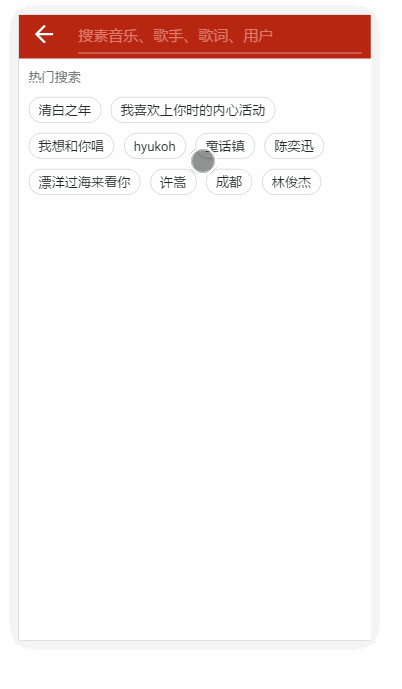 搜素音乐、歌手、歌词、用户
热门搜索
清白之年 我喜欢上你时的内心活动
我想和你唱 hyukoh 童话镇 陈奕迅
漂洋过海来看你 许嵩 成都 林俊杰